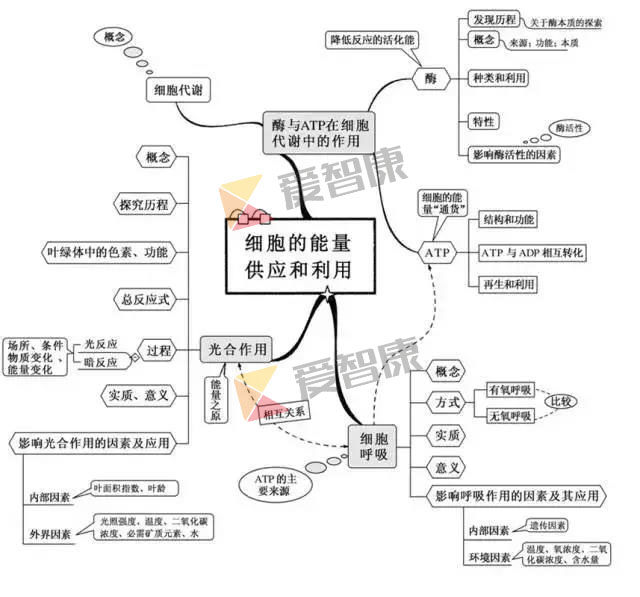 概念
细胞代谢
降低反应的活化能
酶与ATP在细胞
代谢中的作用
酶
发现历程
关于酶本质的探索
概念
来源；功能；本质
种类和利用
特性
酶活性
影响酶活性的因素
细胞的能
量“通货”
ATP
结构和功能
ATP 与 ADP 相互转化
再生和利用
爱智康
细胞的能量
供应和利用
概念
探究历程
叶绿体中的色素、功能
总反应式
场所、条件
物质变化、
能量变化
光反应
暗反应
过程
光合作用
能量之原
实质、意义
影响光合作用的因素及应用
内部因素
叶面积指数、叶龄
外界因素
光照强度、温度、二氧化碳
浓度、必需矿质元素、水
相互关系
爱智康
细胞
呼吸
ATP 的主
要来源
概念
方式
有氧呼吸
无氧呼吸
比较
实质
意义
影响呼吸作用的因素及其应用
内部因素
遗传因素
环境因素
温度、氧浓度、二氧
化碳浓度、含水量